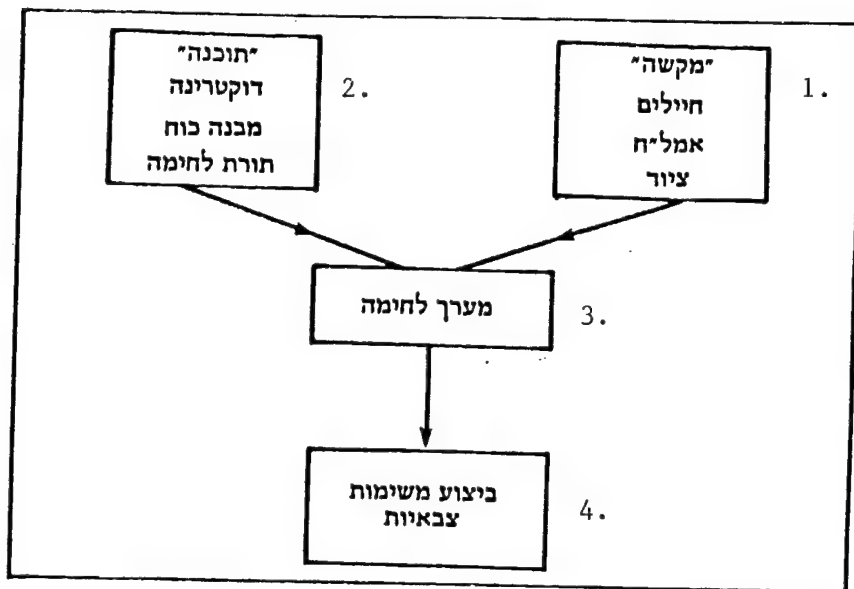 "מקשה"
חיילים
אמל"ח
ציוד
1.
"תוכנה"
דוקטרינה
מבנה כוח
תורת לחימה
2.
מערך לחימה
3.
ביצוע משימות
צבאיות
4.